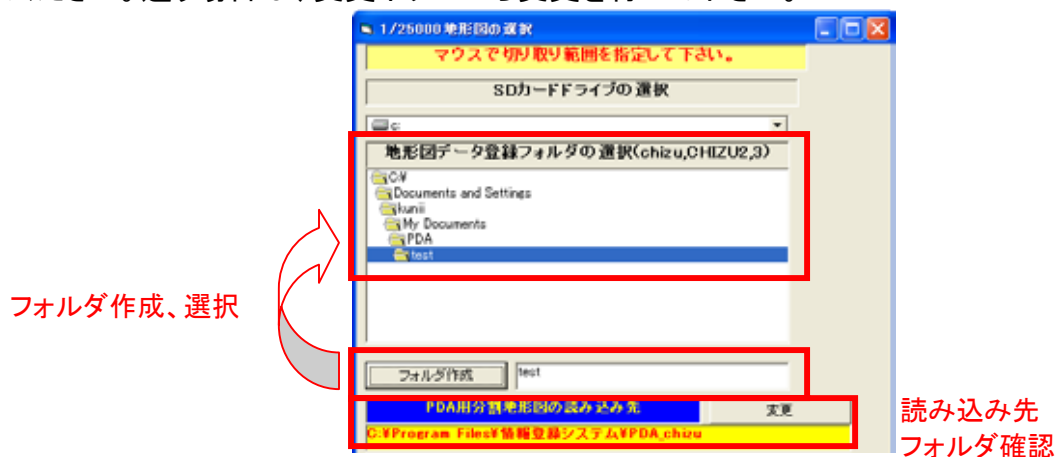 1/25000地形図の選択
マウスで切り取り範囲を指定して下さい。
SDカードドライブの選択
c:
地形図データ登録フォルダの選択(chizu,CHIZU2,3)
C:¥
Documents and Settings
kunii
My Documents
PDA
test
フォルダ作成、選択
フォルダ作成
test
PDA用分割地形図の読み込み先
変更
C:¥Program Files¥情報登録システム¥PDA_chizu
読み込み先
フォルダ確認